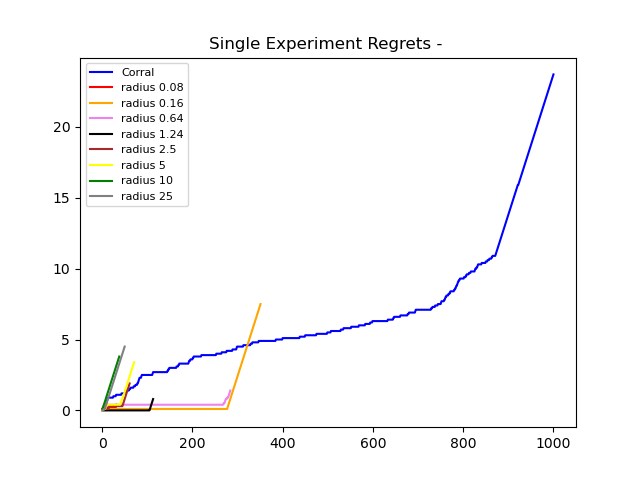 Single Experiment Regrets -
Corral
radius 0.08
radius 0.16
radius 0.64
radius 1.24
radius 2.5
radius 5
radius 10
radius 25
20
15
10
5
0
0 200 400 600 800 1000